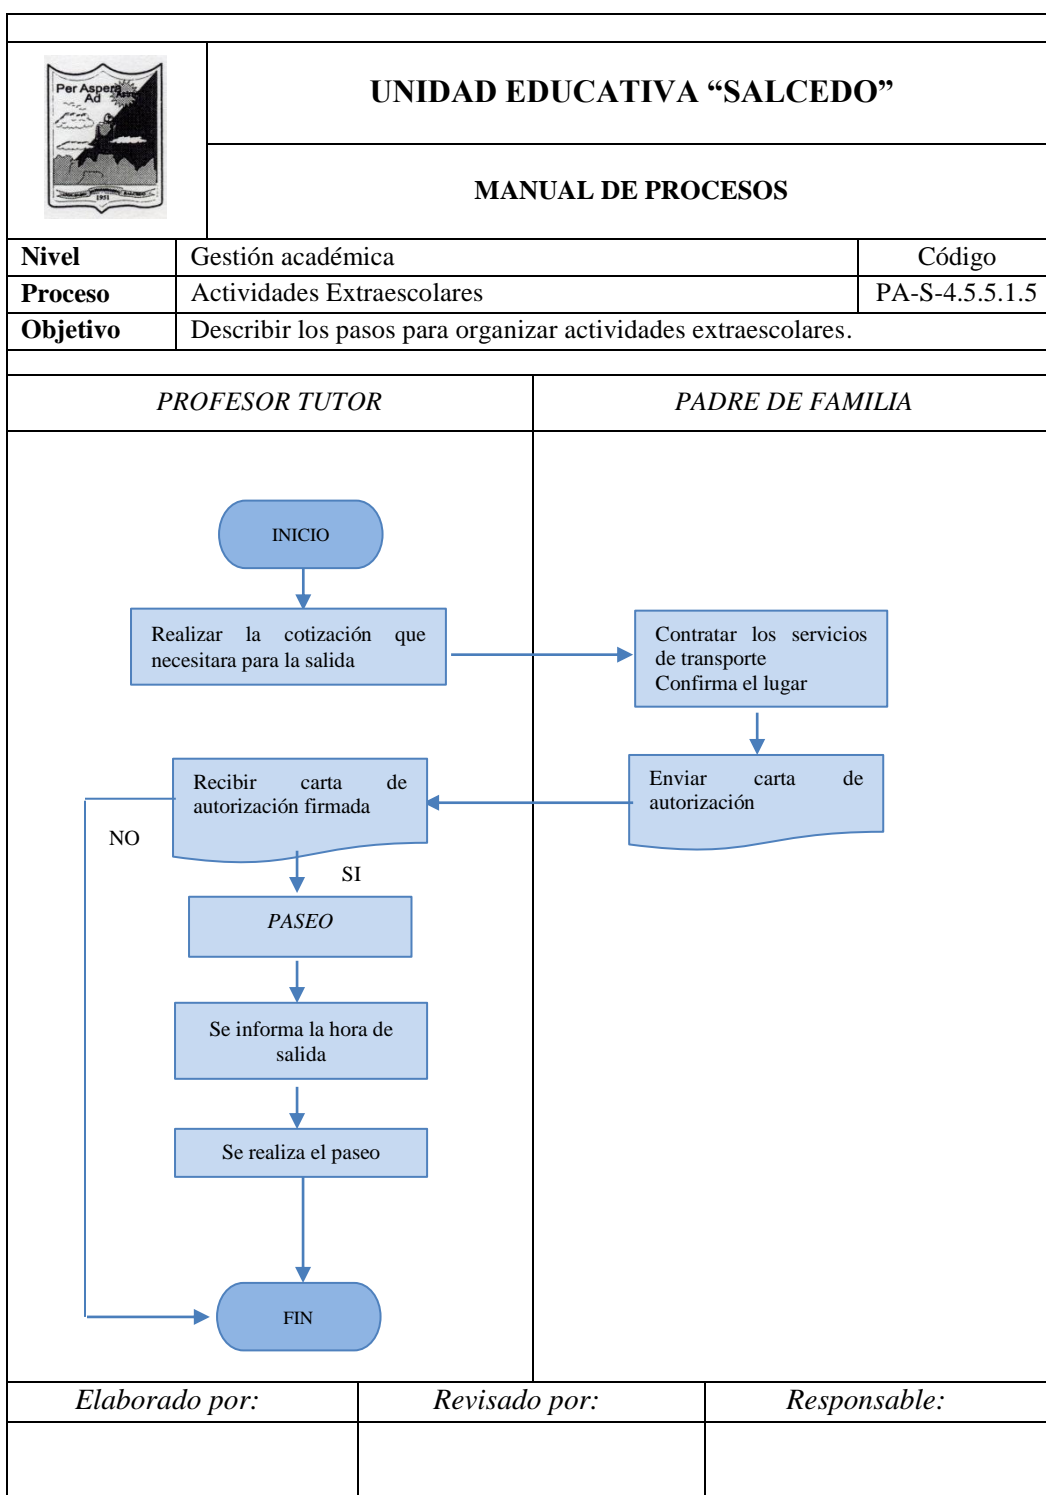 Per Aspera
Ad
1951
UNIDAD EDUCATIVA “SALCEDO”
MANUAL DE PROCESOS
Nivel Gestión académica Código
Proceso Actividades Extraescolares PA-S-4.5.5.1.5
Objetivo Describir los pasos para organizar actividades extraescolares.
PROFESOR TUTOR PADRE DE FAMILIA
INICIO
Realizar la cotización que
necesitara para la salida
Contratar los servicios
de transporte
Confirma el lugar
Recibir carta de
autorización firmada
Enviar carta de
autorización
NO
SI
PASEO
Se informa la hora de
salida
Se realiza el paseo
FIN
Elaborado por: Revisado por: Responsable: